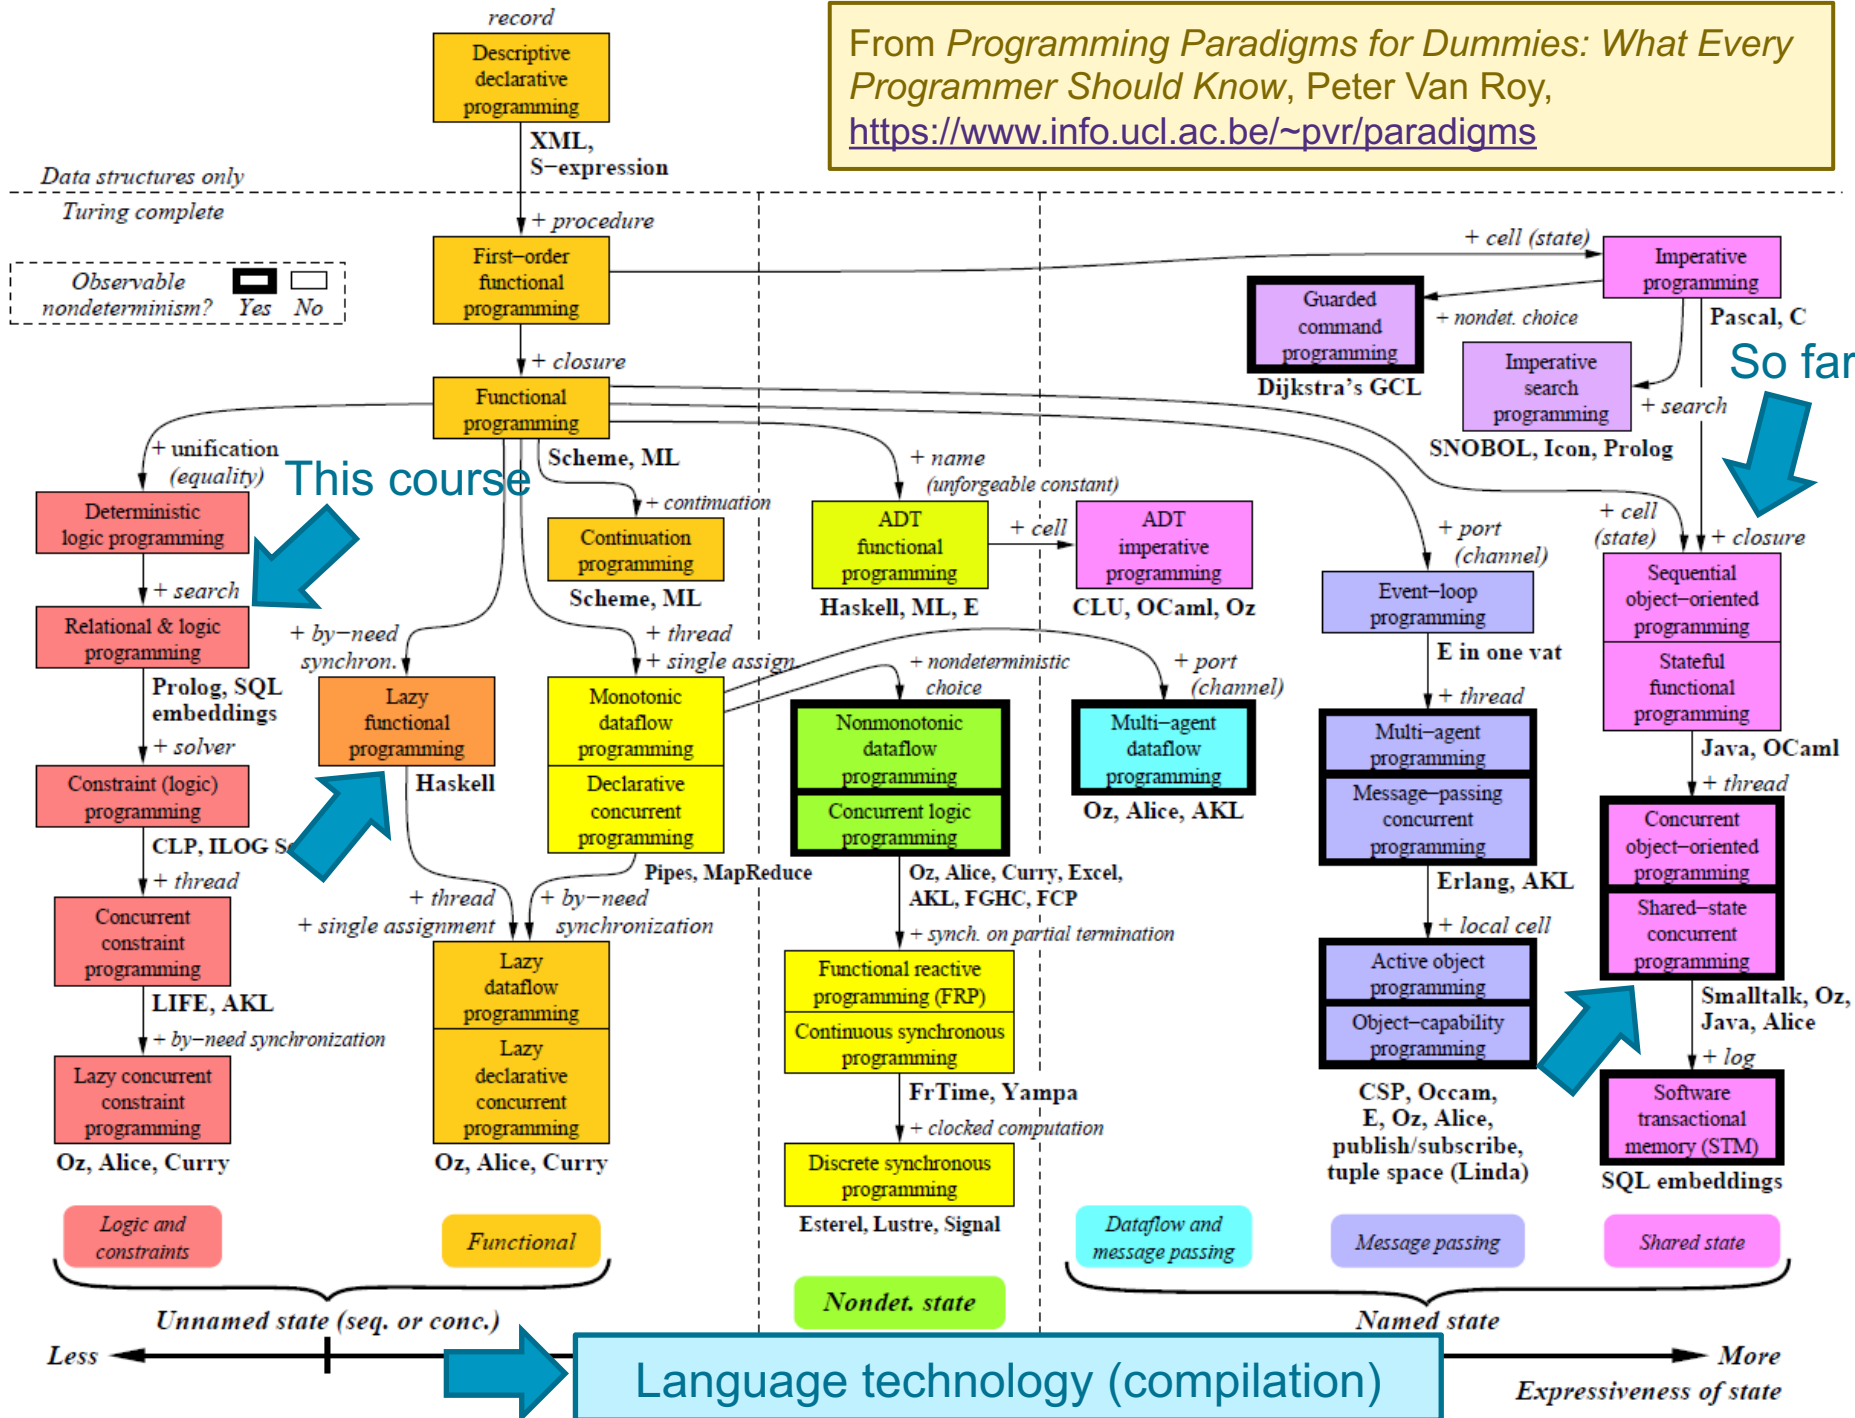 record
Descriptive
declarative
programming
XML,
S−expression
From Programming Paradigms for Dummies: What Every
Programmer Should Know, Peter Van Roy,
https://www.info.ucl.ac.be/~pvr/paradigms
Data structures only
Turing complete
+ procedure
Observable
nondeterminism?
Yes
No
First−order
functional
programming
+ cell (state)
Imperative
programming
Guarded
command
programming
+ nondet. choice
Pascal, C
Dijkstra's GCL
Imperative
search
programming
+ search
SNOBOL, Icon, Prolog
So far
+ closure
Functional
programming
+ unification
(equality)
This course
Scheme, ML
+ continuation
Continuation
programming
Scheme, ML
+ name
(unforgeable constant)
ADT
functional
programming
Haskell, ML, E
+ cell
ADT
imperative
programming
CLU, OCaml, Oz
+ port
(channel)
Event−loop
programming
E in one vat
+ thread
+ cell
(state)
+ closure
Sequential
object−oriented
programming
Stateful
functional
programming
Java, OCaml
+ thread
Deterministic
logic programming
+ search
Relational & logic
programming
Prolog, SQL
embeddings
+ solver
Constraint (logic)
programming
CLP, ILOG S
+ thread
Concurrent
constraint
programming
LIFE, AKL
+ by−need synchronization
Lazy concurrent
constraint
programming
Oz, Alice, Curry
+ by−need
synchron.
Lazy
functional
programming
Haskell
+ thread
+ single assignment
+ thread
+ single assign.
Monotonic
dataflow
programming
Declarative
concurrent
programming
Pipes, MapReduce
+ by−need
synchronization
Lazy
dataflow
programming
Lazy
declarative
concurrent
programming
Oz, Alice, Curry
+ nondeterministic
choice
Nonmonotonic
dataflow
programming
Concurrent logic
programming
Oz, Alice, Curry, Excel,
AKL, FGHC, FCP
+ synch. on partial termination
Functional reactive
programming (FRP)
Continuous synchronous
programming
FrTime, Yampa
+ clocked computation
Discrete synchronous
programming
Esterel, Lustre, Signal
+ port
(channel)
Multi−agent
dataflow
programming
Oz, Alice, AKL
Multi−agent
programming
Message−passing
concurrent
programming
Erlang, AKL
+ local cell
Active object
programming
Object−capability
programming
CSP, Occam,
E, Oz, Alice,
publish/subscribe,
tuple space (Linda)
Concurrent
object−oriented
programming
Shared−state
concurrent
programming
Smalltalk, Oz,
Java, Alice
+ log
Software
transactional
memory (STM)
SQL embeddings
Logic and
constraints
Functional
Nondet. state
Dataflow and
message passing
Message passing
Shared state
Unnamed state (seq. or conc.)
Named state
Less
More
Language technology (compilation)
Expressiveness of state